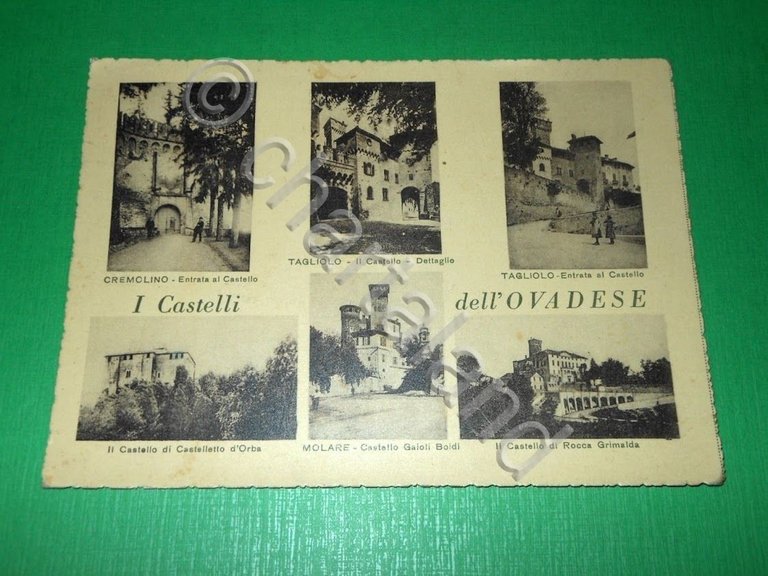 CREMOLINO - Entrata al Castello
TAGLIOLO - Il Castello - Dettaglio
TAGLIOLO - Entrata al Castello
I Castelli dell'OVADESE
Il Castello di Castelletto d'Orba
MOLARE - Castello Gaioli Boidi
Il Castello di Rocca Grimalda
© chartaland